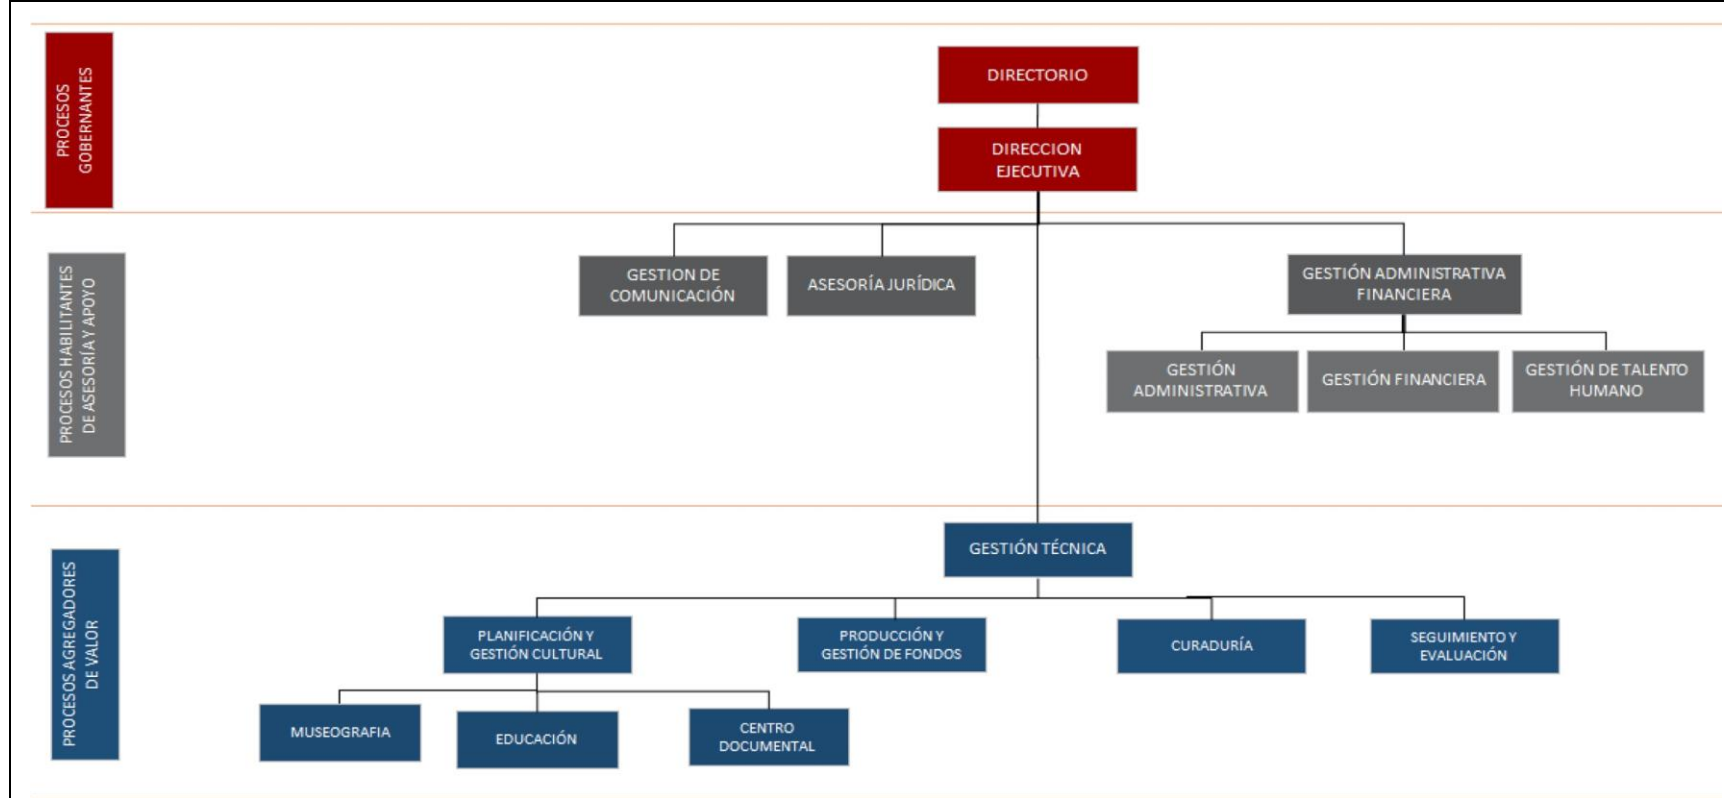 PROCESOS
GOBERNANTES
DIRECTORIO
DIRECCION
EJECUTIVA
PROCESOS HABILITANTES
DE ASESORÍA Y APOYO
GESTION DE
COMUNICACIÓN
ASESORÍA JURÍDICA
GESTIÓN ADMINISTRATIVA
FINANCIERA
GESTIÓN
ADMINISTRATIVA
GESTIÓN FINANCIERA
GESTIÓN DE TALENTO
HUMANO
PROCESOS AGREGADORES
DE VALOR
GESTIÓN TÉCNICA
PLANIFICACIÓN Y
GESTIÓN CULTURAL
PRODUCCIÓN Y
GESTIÓN DE FONDOS
CURADURÍA
SEGUIMIENTO Y
EVALUACIÓN
MUSEOGRAFIA
EDUCACIÓN
CENTRO
DOCUMENTAL